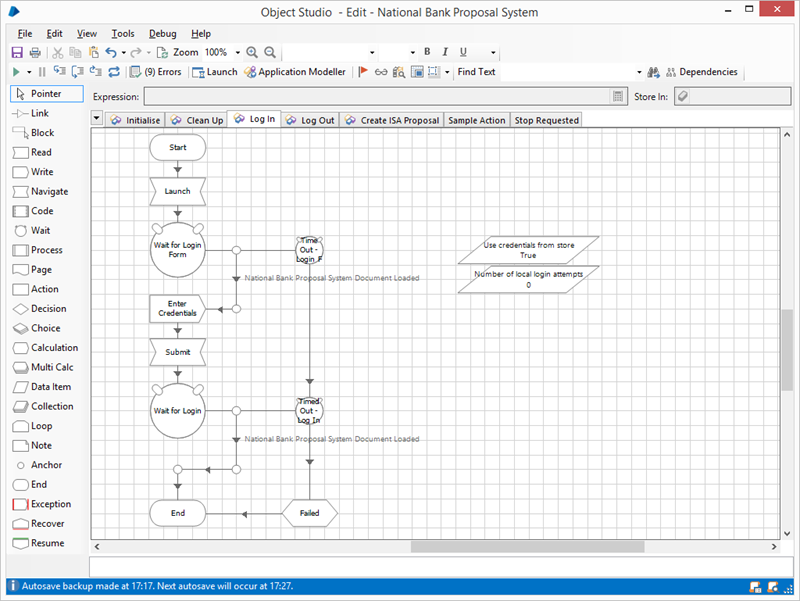 Object Studio - Edit - National Bank Proposal System
File Edit View Tools Debug Help
Zoom 100% B I U
(9) Errors Launch Application Modeller Find Text Dependencies
Pointer
Link
Block
Read
Write
Navigate
Code
Wait
Process
Page
Action
Decision
Choice
Calculation
Multi Calc
Data Item
Collection
Loop
Note
Anchor
End
Exception
Recover
Resume
Expression: Store In:
Initialise Clean Up Log In Log Out Create ISA Proposal Sample Action Stop Requested
Start
Launch
Wait for Login
Form
Time
Out -
Login_F
Use credentials from store
True
National Bank Proposal System Document Loaded
Number of local login attempts
0
Enter
Credentials
Submit
Wait for Login
Timed
Out -
Log In
National Bank Proposal System Document Loaded
End
Failed
Autosave backup made at 17:17. Next autosave will occur at 17:27.